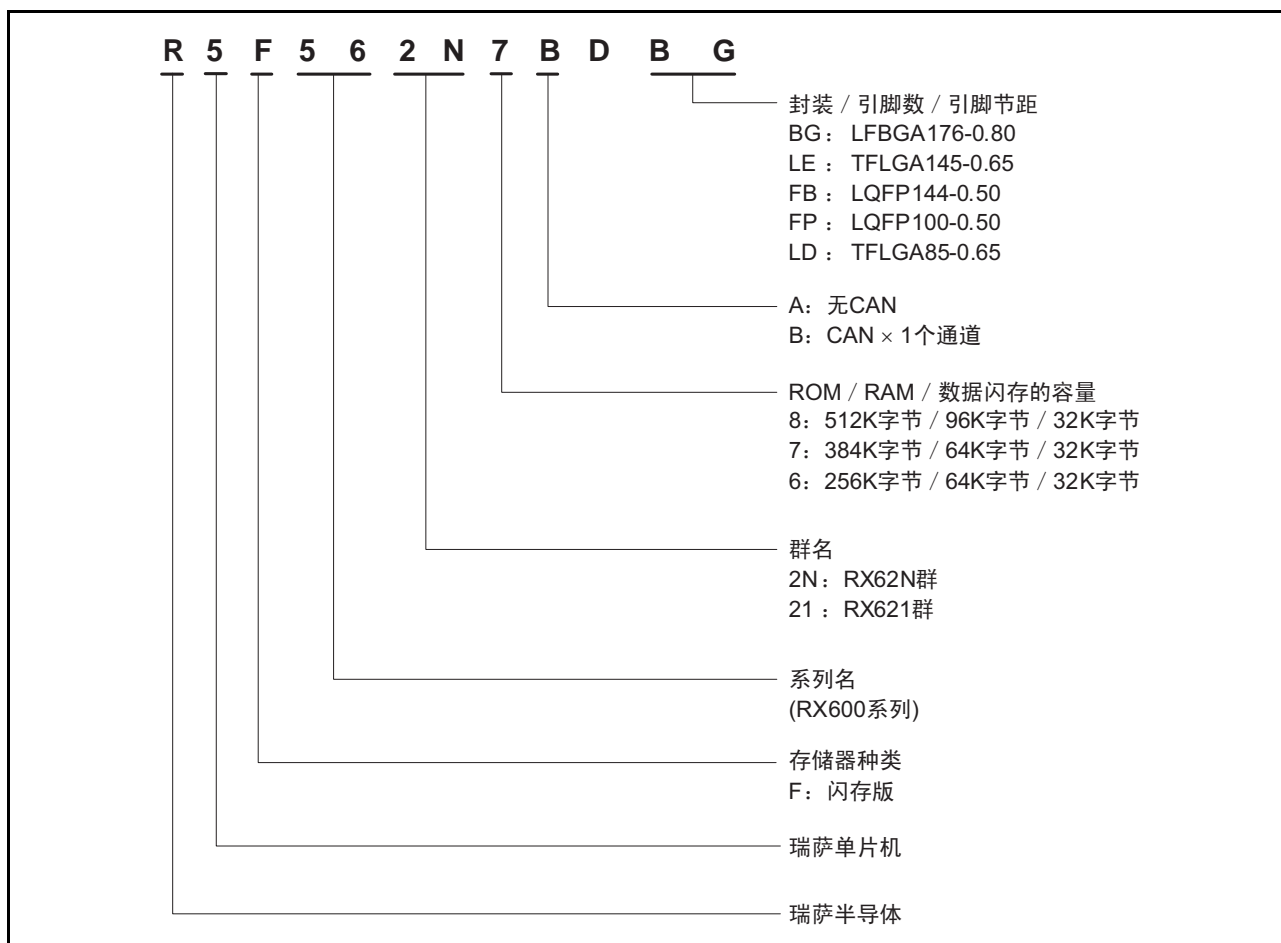 R 5 F 5 6 2 N 7 B D B G
封装 / 引脚数 / 引脚节距
BG： LFBGA176-0.80
LE ： TFLGA145-0.65
FB ： LQFP144-0.50
FP ： LQFP100-0.50
LD ： TFLGA85-0.65
A：无CAN
B：CAN × 1个通道
ROM / RAM / 数据闪存的容量
8：512K字节 / 96K字节 / 32K字节
7：384K字节 / 64K字节 / 32K字节
6：256K字节 / 64K字节 / 32K字节
群名
2N：RX62N群
21 ：RX621群
系列名
(RX600系列)
存储器种类
F：闪存版
瑞萨单片机
瑞萨半导体